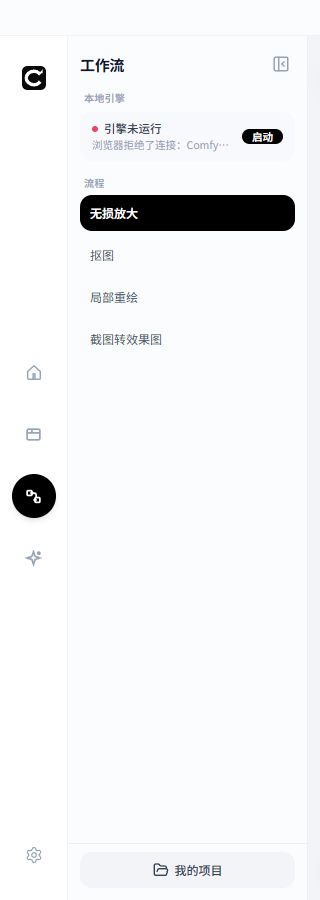 工作流
本地引擎
引擎未运行
浏览器拒绝了连接：Comfy…
启动
流程
无损放大
抠图
局部重绘
截图转效果图
我的项目